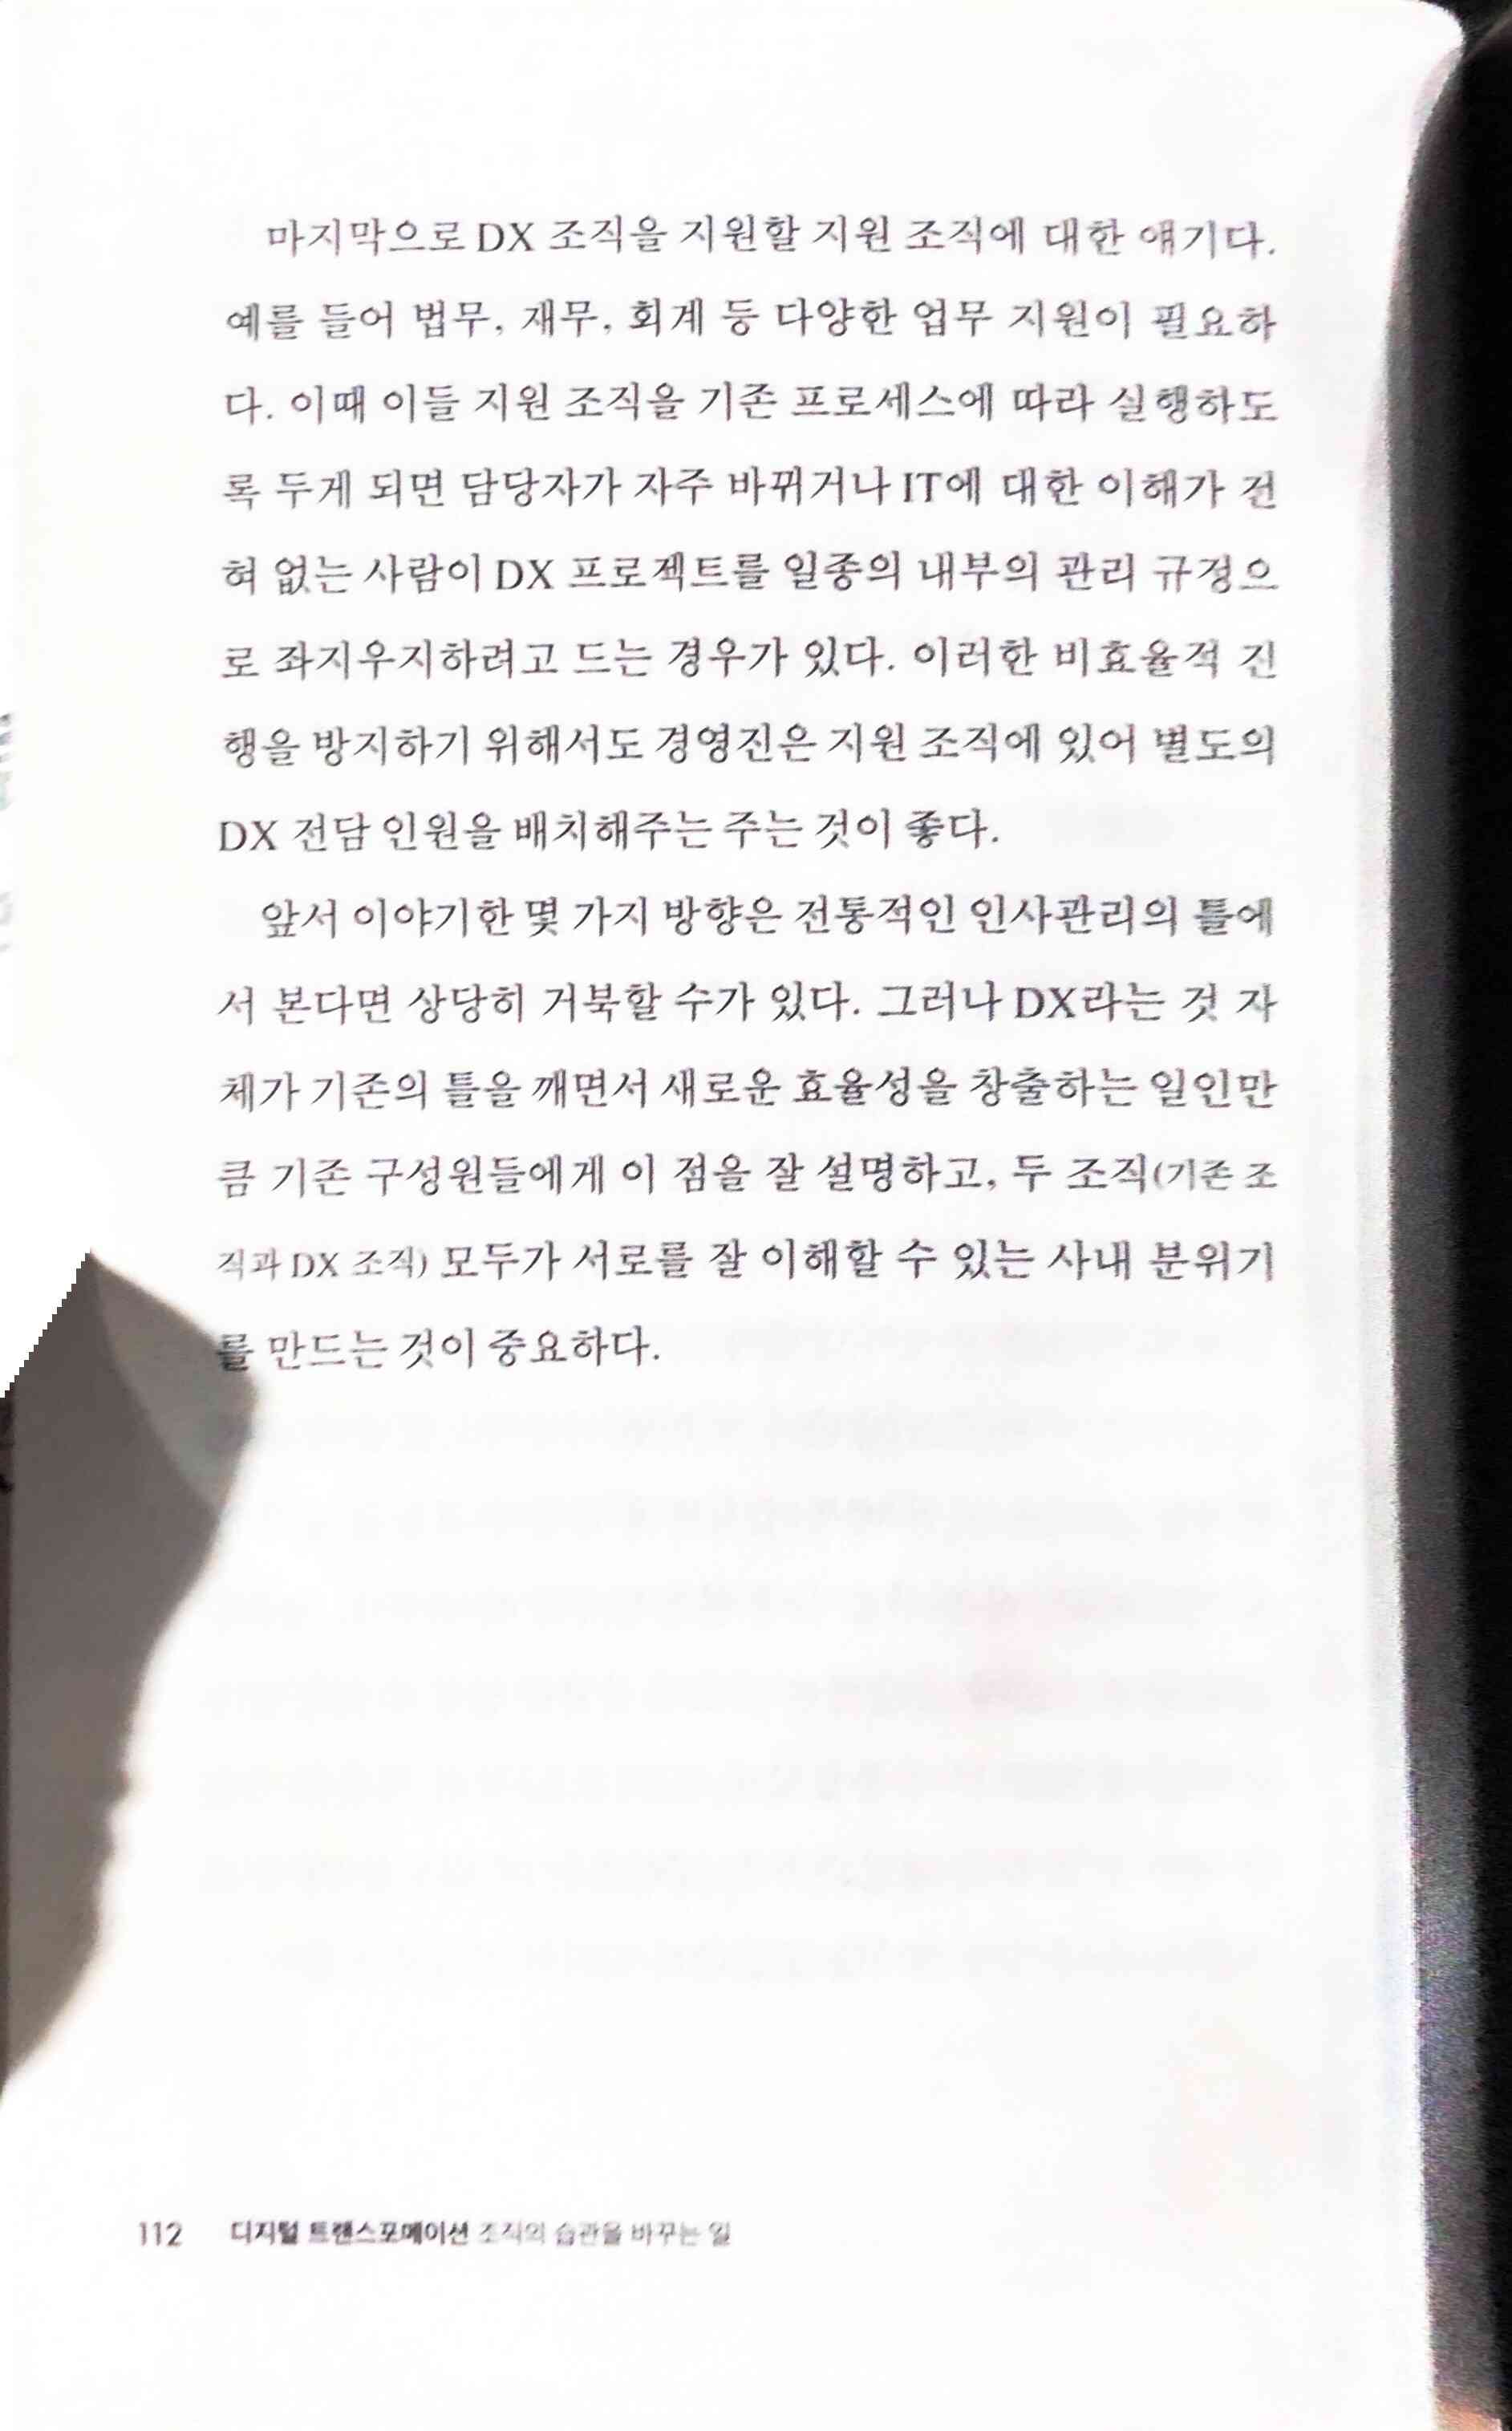 마지막으로 DX 조직을 지원할 지원 조직에 대한 얘기다.
예를 들어 법무, 재무, 회계 등 다양한 업무 지원이 필요하
다. 이때 이들 지원 조직을 기존 프로세스에 따라 실행하도
록 두게 되면 담당자가 자주 바뀌거나 IT에 대한 이해가 전
혀 없는 사람이 DX 프로젝트를 일종의 내부의 관리 규정으
로 좌지우지하려고 드는 경우가 있다. 이러한 비효율적 진
행을 방지하기 위해서도 경영진은 지원 조직에 있어 별도의
DX 전담 인원을 배치해주는 주는 것이 좋다.
앞서 이야기한 몇 가지 방향은 전통적인 인사관리의 틀에
서 본다면 상당히 거북할 수가 있다. 그러나 DX라는 것 자
체가 기존의 틀을 깨면서 새로운 효율성을 창출하는 일인만
큼 기존 구성원들에게 이 점을 잘 설명하고, 두 조직(기존 조
직과 DX 조직) 모두가 서로를 잘 이해할 수 있는 사내 분위기
를 만드는 것이 중요하다.
112 디지털 트랜스포메이션 조직의 습관을 바꾸는 일